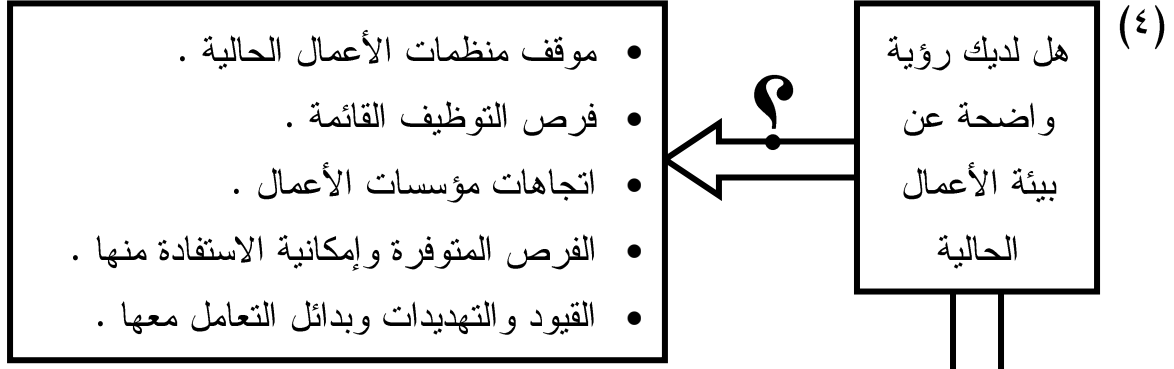 (٤)
هل لديك رؤية
واضحة عن
بيئة الأعمال
الحالية
؟
• موقف منظمات الأعمال الحالية .
• فرص التوظيف القائمة .
• اتجاهات مؤسسات الأعمال .
• الفرص المتوفرة وإمكانية الاستفادة منها .
• القيود والتهديدات وبدائل التعامل معها .